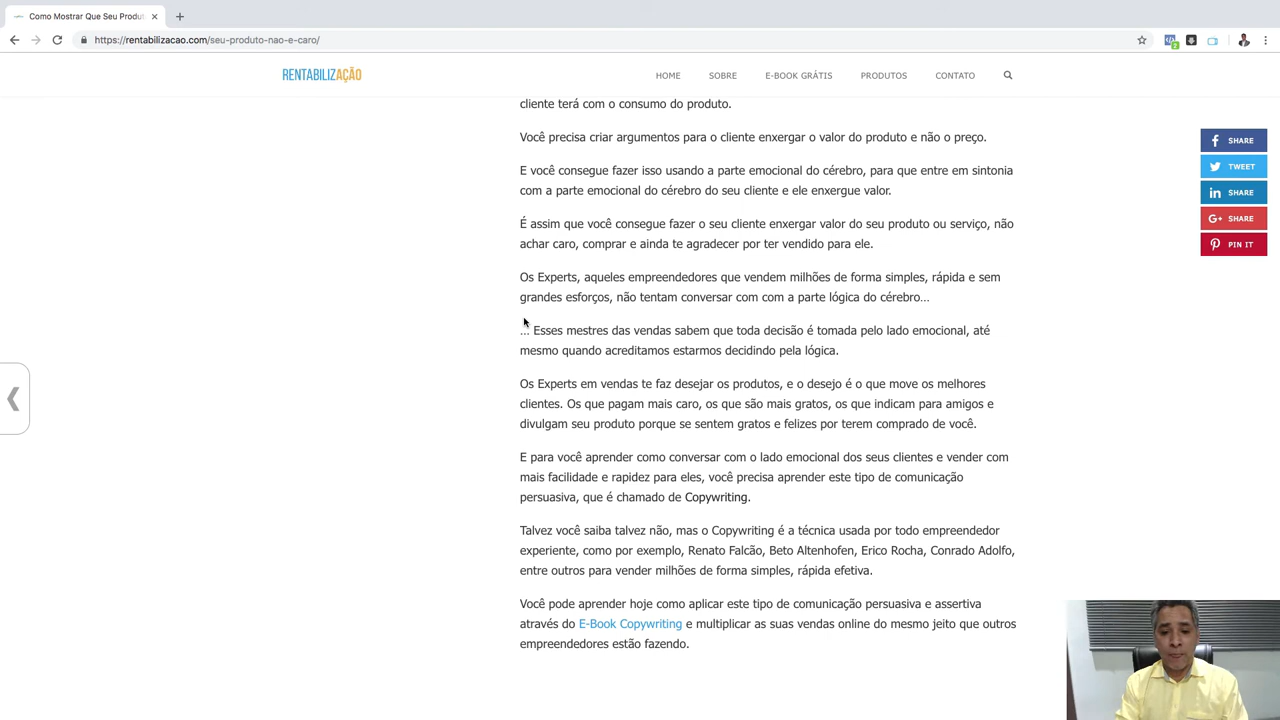 Como Mostrar Que Seu Produt
https://rentabilizacao.com/seu-produto-nao-e-caro/
RENTABILIZAÇÃO
HOME
SOBRE
E-BOOK GRÁTIS
PRODUTOS
CONTATO
cliente terá com o consumo do produto.
Você precisa criar argumentos para o cliente enxergar o valor do produto e não o preço.
E você consegue fazer isso usando a parte emocional do cérebro, para que entre em sintonia
com a parte emocional do cérebro do seu cliente e ele enxergue valor.
É assim que você consegue fazer o seu cliente enxergar valor do seu produto ou serviço, não
achar caro, comprar e ainda te agradecer por ter vendido para ele.
Os Experts, aqueles empreendedores que vendem milhões de forma simples, rápida e sem
grandes esforços, não tentam conversar com com a parte lógica do cérebro…
… Esses mestres das vendas sabem que toda decisão é tomada pelo lado emocional, até
mesmo quando acreditamos estarmos decidindo pela lógica.
Os Experts em vendas te faz desejar os produtos, e o desejo é o que move os melhores
clientes. Os que pagam mais caro, os que são mais gratos, os que indicam para amigos e
divulgam seu produto porque se sentem gratos e felizes por terem comprado de você.
E para você aprender como conversar com o lado emocional dos seus clientes e vender com
mais facilidade e rapidez para eles, você precisa aprender este tipo de comunicação
persuasiva, que é chamado de Copywriting.
Talvez você saiba talvez não, mas o Copywriting é a técnica usada por todo empreendedor
experiente, como por exemplo, Renato Falcão, Beto Altenhofen, Erico Rocha, Conrado Adolfo,
entre outros para vender milhões de forma simples, rápida efetiva.
Você pode aprender hoje como aplicar este tipo de comunicação persuasiva e assertiva
através do E-Book Copywriting e multiplicar as suas vendas online do mesmo jeito que outros
empreendedores estão fazendo.
SHARE
TWEET
SHARE
SHARE
PIN IT